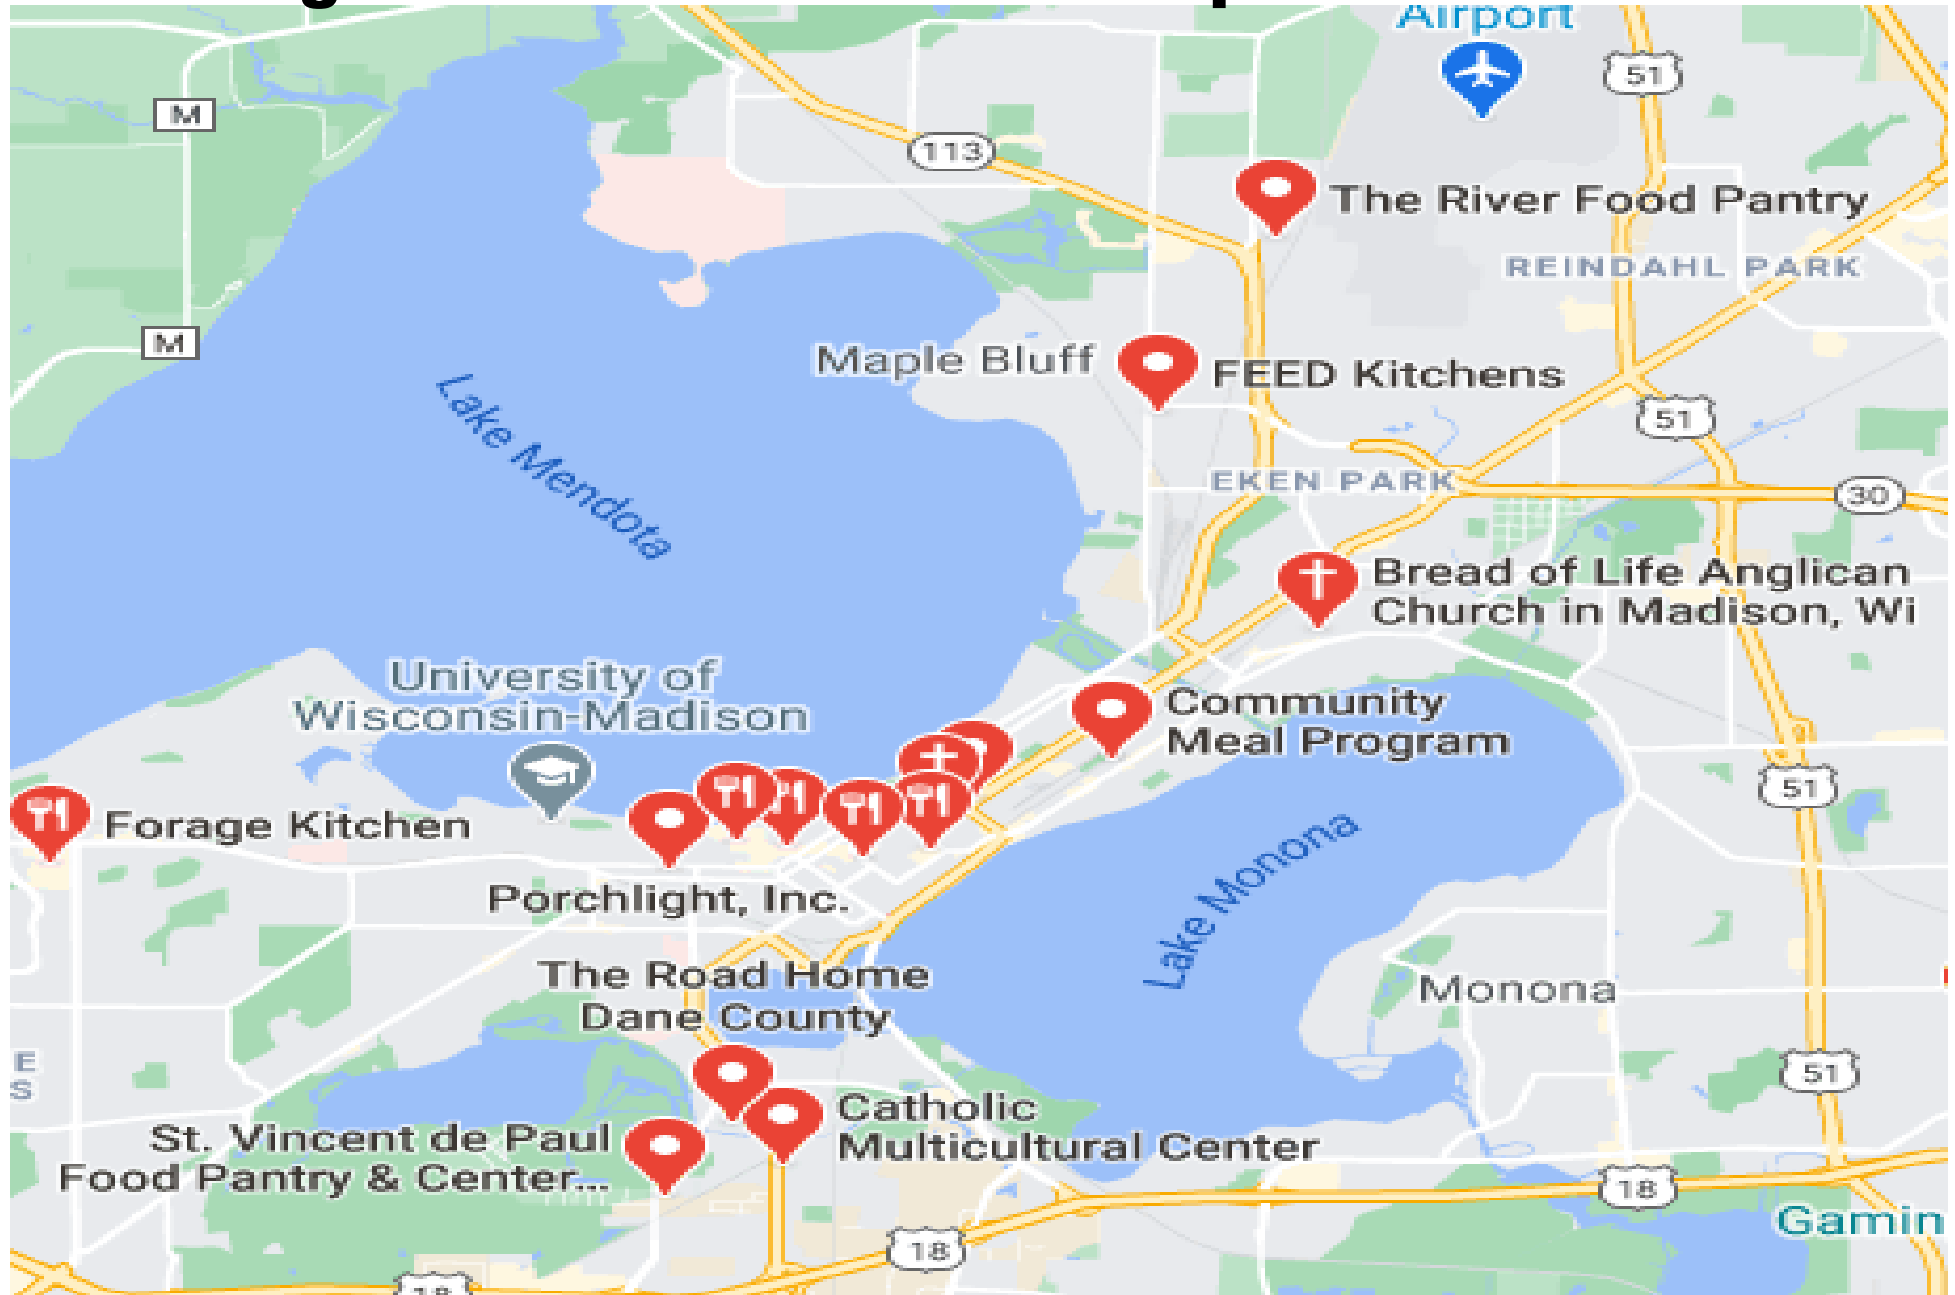 Airport
51
M
113
The River Food Pantry
REINDAHL PARK
M
Maple Bluff
FEED Kitchens
Lake Mendota
51
EKEN PARK
30
Bread of Life Anglican
Church in Madison, Wi
University of
Wisconsin-Madison
Community
Meal Program
51
Forage Kitchen
Lake Monona
Porchlight, Inc.
The Road Home
Dane County
Monona
E
S
51
Catholic
Multicultural Center
St. Vincent de Paul
Food Pantry & Center...
18
Gamin
18
18